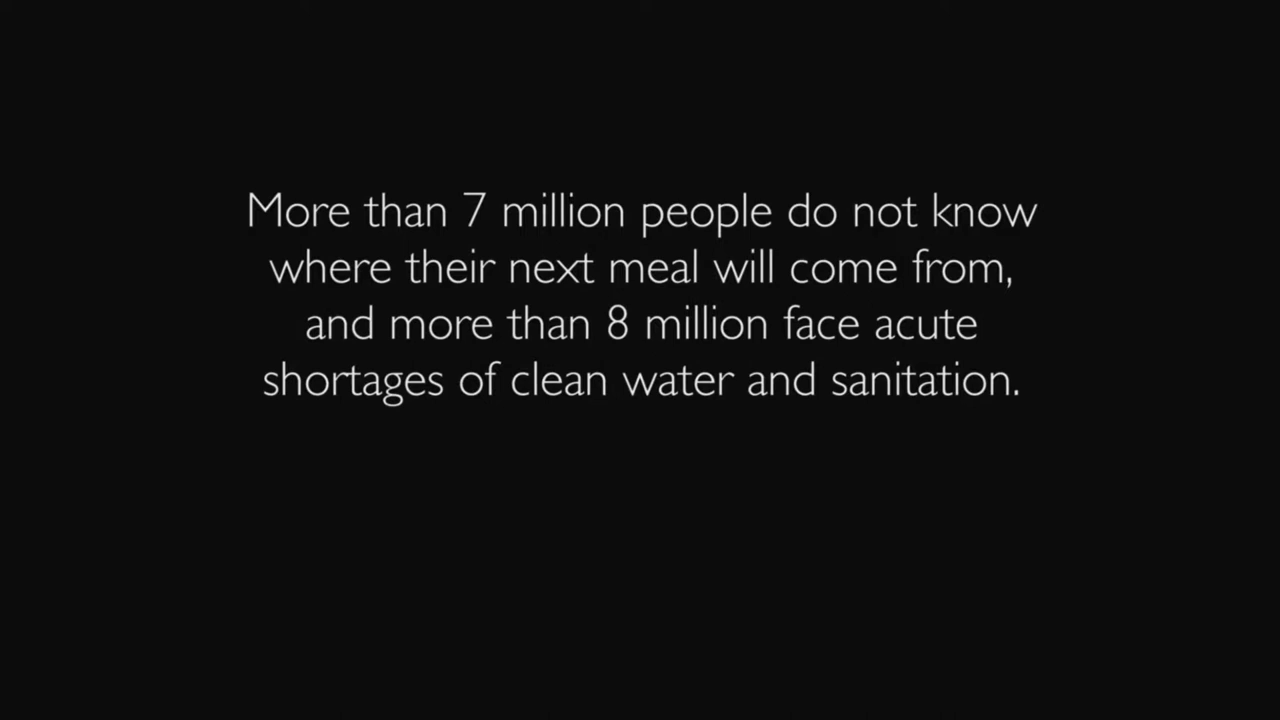 More than 7 million people do not know
where their next meal will come from,
and more than 8 million face acute
shortages of clean water and sanitation.